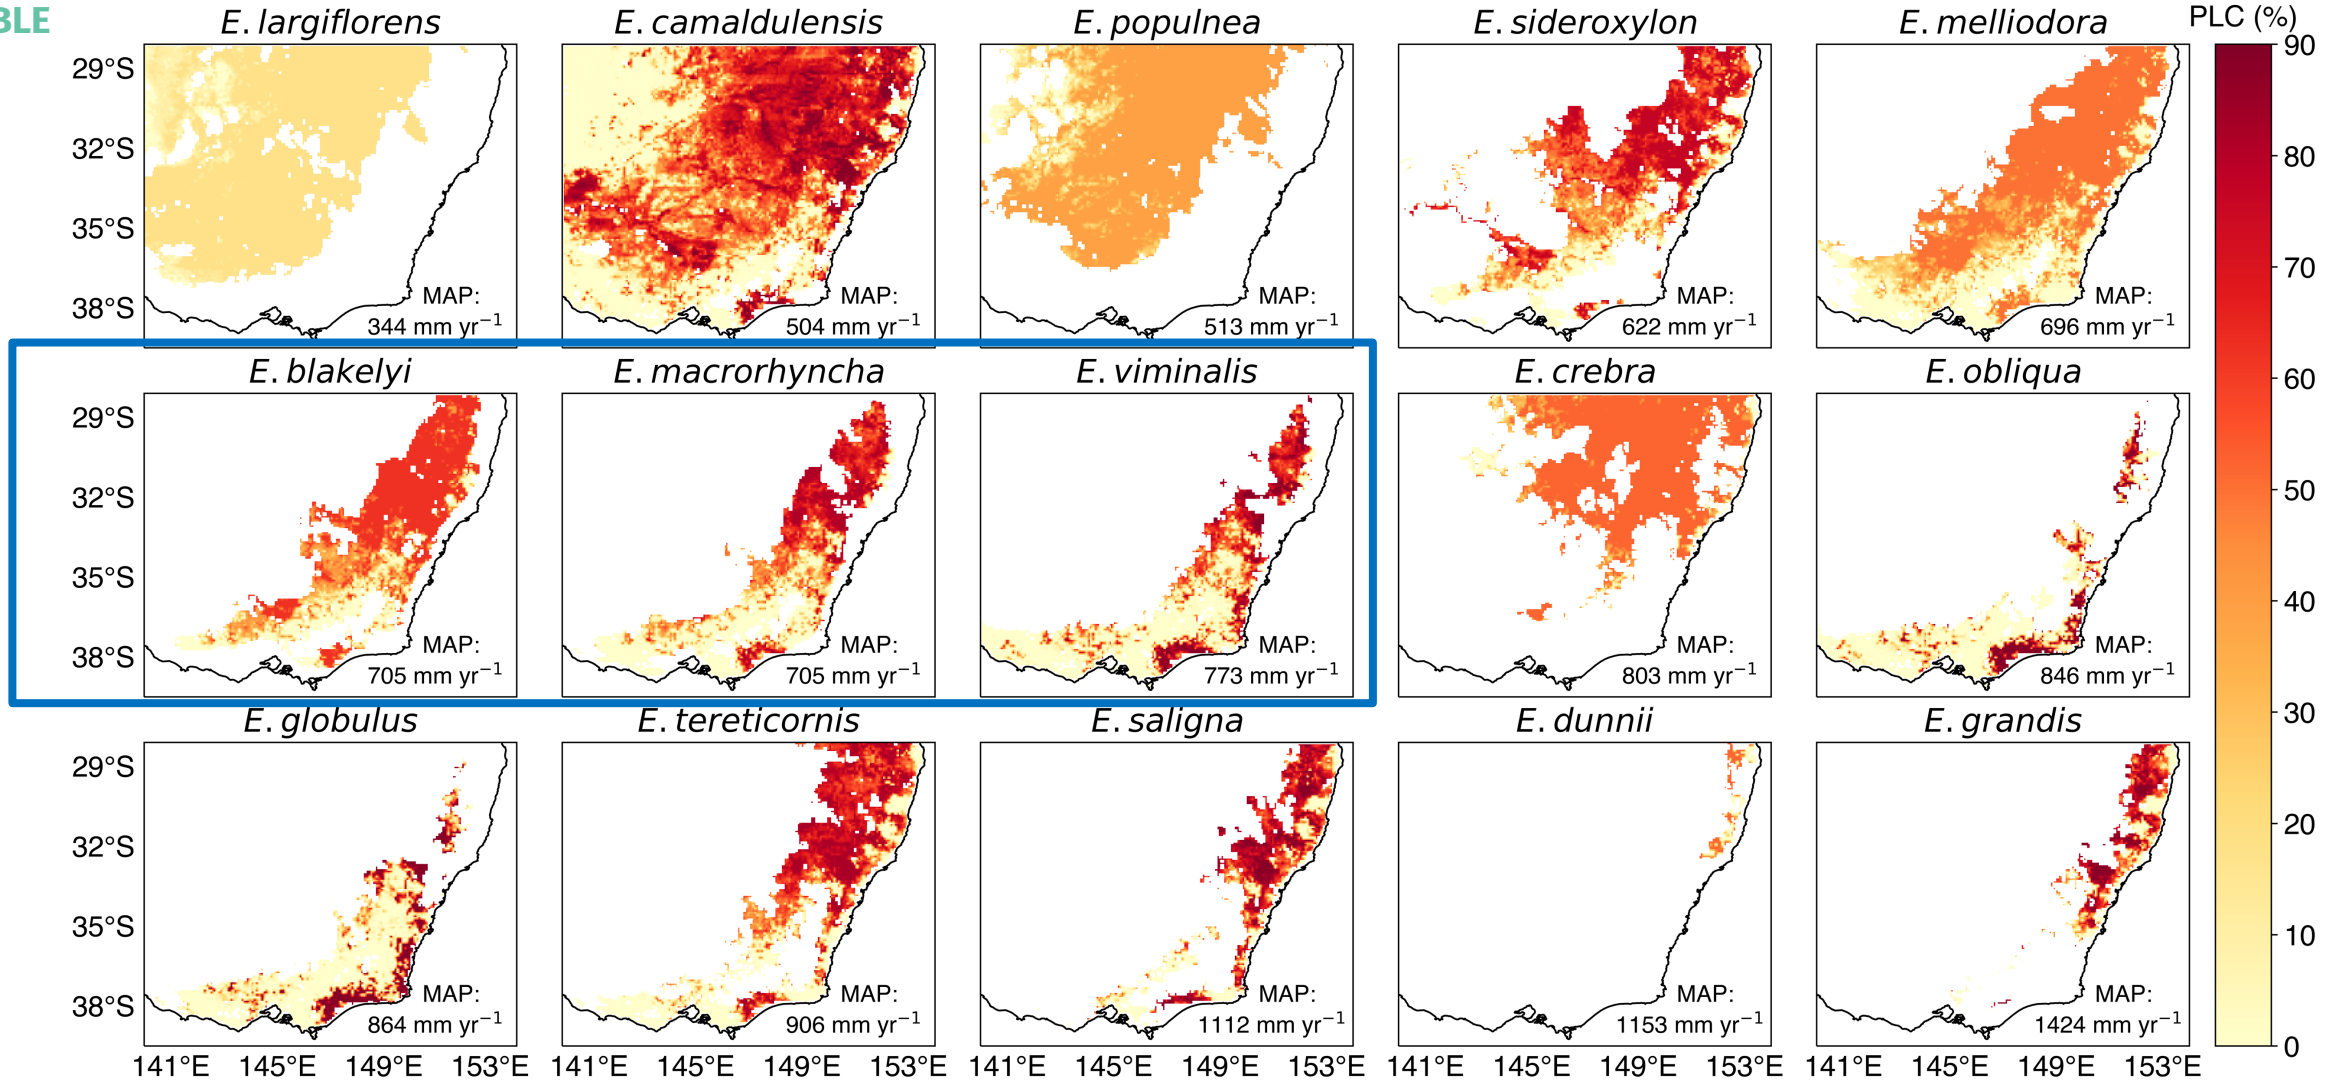 BLE
E. largiflorens
E. camaldulensis
E. populnea
E. sideroxylon
E. melliodora
PLC (%)
29°S
32°S
35°S
38°S
MAP:
344 mm yr−1
MAP:
504 mm yr−1
MAP:
513 mm yr−1
MAP:
622 mm yr−1
MAP:
696 mm yr−1
E. blakelyi
E. macrorhyncha
E. viminalis
E. crebra
E. obliqua
29°S
32°S
35°S
38°S
MAP:
705 mm yr−1
MAP:
705 mm yr−1
MAP:
773 mm yr−1
MAP:
803 mm yr−1
MAP:
846 mm yr−1
E. globulus
E. tereticornis
E. saligna
E. dunnii
E. grandis
29°S
32°S
35°S
38°S
MAP:
864 mm yr−1
MAP:
906 mm yr−1
MAP:
1112 mm yr−1
MAP:
1153 mm yr−1
MAP:
1424 mm yr−1
141°E 145°E 149°E 153°E
141°E 145°E 149°E 153°E
141°E 145°E 149°E 153°E
141°E 145°E 149°E 153°E
141°E 145°E 149°E 153°E
90
80
70
60
50
40
30
20
10
0